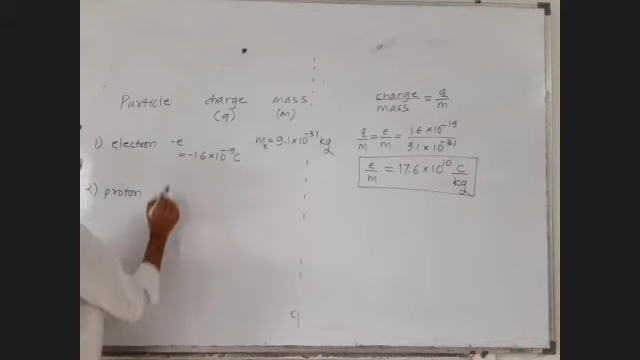 Particle charge mass
(q) (m)
1) electron -e mₑ = 9.1×10⁻³¹ kg
= -1.6×10⁻¹⁹C
2) proton
charge/mass = q/m
q/m = e/m = 1.6×10⁻¹⁹/9.1×10⁻³¹
e/m = 17.6×10¹⁰ C/kg